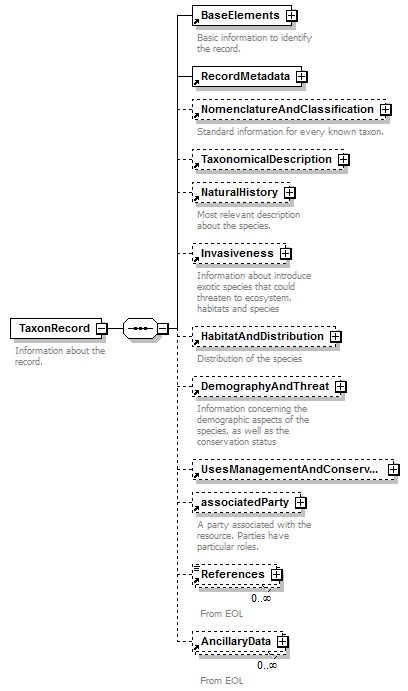 BaseElements
Basic information to identify
the record.
RecordMetadata
NomenclatureAndClassification
Standard information for every known taxon.
TaxonomicalDescription
NaturalHistory
Most relevant description
about the species.
Invasiveness
Information about introduce
exotic species that could
threaten to ecosystem,
habitats and species
TaxonRecord
Information about the
record.
HabitatAndDistribution
Distribution of the species
DemographyAndThreat
Information concerning the
demographic aspects of the
species, as well as the
conservation status
UsesManagementAndConserv...
associatedParty
A party associated with the
resource. Parties have
particular roles.
References
0..∞
From EOL
AncillaryData
0..∞
From EOL